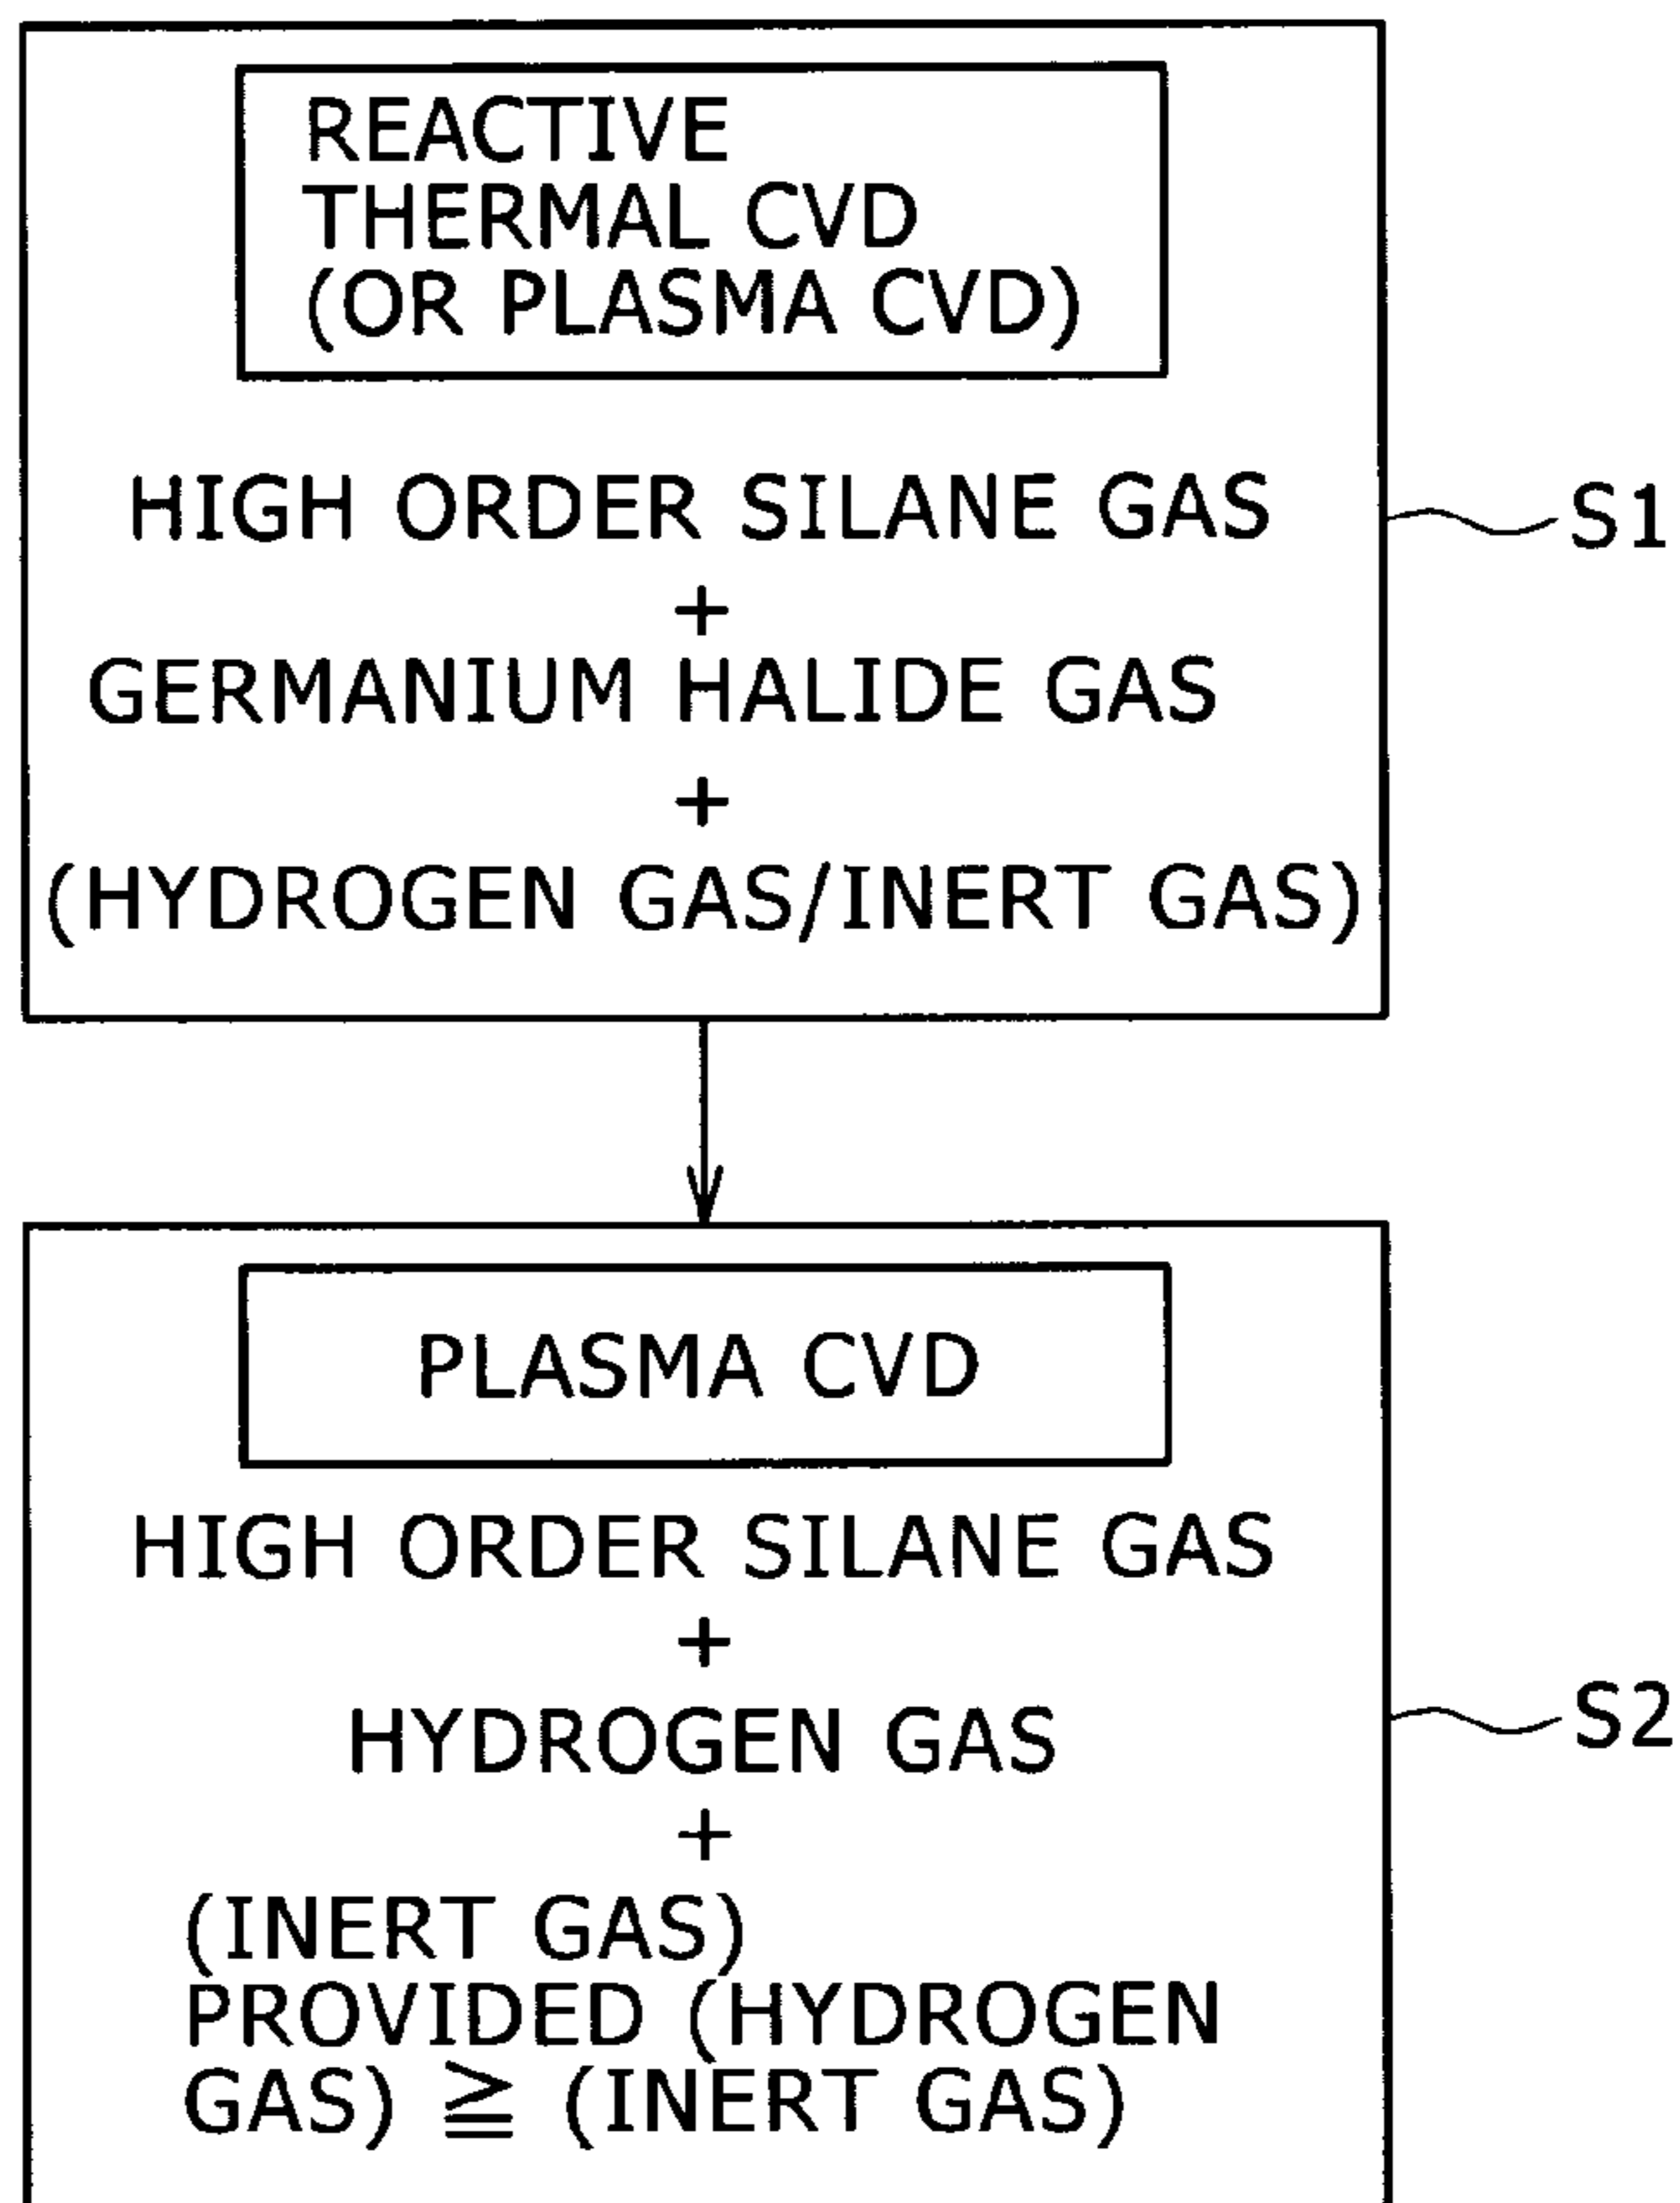 REACTIVE
THERMAL CVD
(OR PLASMA CVD)
HIGH ORDER SILANE GAS
+
GERMANIUM HALIDE GAS
+
(HYDROGEN GAS/INERT GAS)
S1
PLASMA CVD
HIGH ORDER SILANE GAS
+
HYDROGEN GAS
+
(INERT GAS)
PROVIDED (HYDROGEN
GAS) ≧ (INERT GAS)
S2